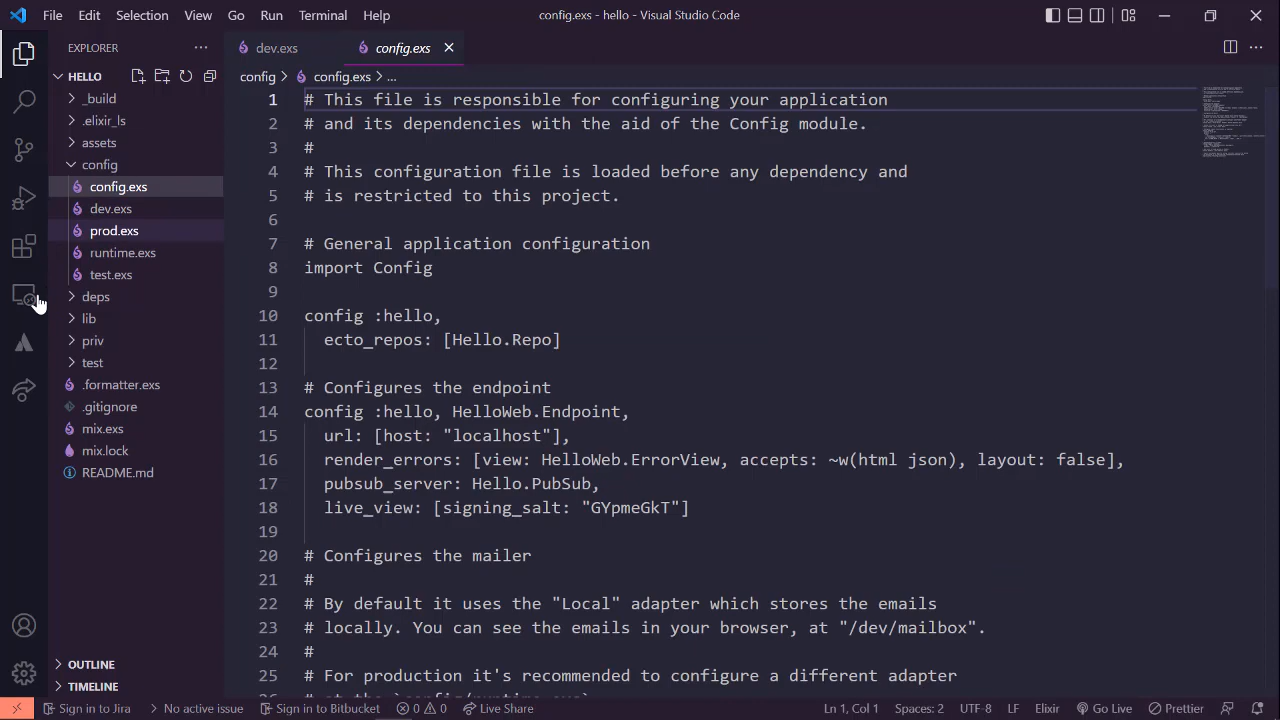 File Edit Selection View Go Run Terminal Help
config.exs - hello - Visual Studio Code
EXPLORER
HELLO
_build
.elixir_ls
assets
config
config.exs
dev.exs
prod.exs
runtime.exs
test.exs
deps
lib
priv
test
.formatter.exs
.gitignore
mix.exs
mix.lock
README.md
OUTLINE
TIMELINE
dev.exs config.exs
config > config.exs > ...
1 # This file is responsible for configuring your application
2 # and its dependencies with the aid of the Config module.
3 #
4 # This configuration file is loaded before any dependency and
5 # is restricted to this project.
6
7 # General application configuration
8 import Config
9
10 config :hello,
11 ecto_repos: [Hello.Repo]
12
13 # Configures the endpoint
14 config :hello, HelloWeb.Endpoint,
15 url: [host: "localhost"],
16 render_errors: [view: HelloWeb.ErrorView, accepts: ~w(html json), layout: false],
17 pubsub_server: Hello.PubSub,
18 live_view: [signing_salt: "GYpmeGkT"]
19
20 # Configures the mailer
21 #
22 # By default it uses the "Local" adapter which stores the emails
23 # locally. You can see the emails in your browser, at "/dev/mailbox".
24 #
25 # For production it's recommended to configure a different adapter
26 # at the `config/runtime.exs`.
Sign in to Jira No active issue Sign in to Bitbucket 0 0 Live Share Ln 1, Col 1 Spaces: 2 UTF-8 LF Elixir Go Live Prettier